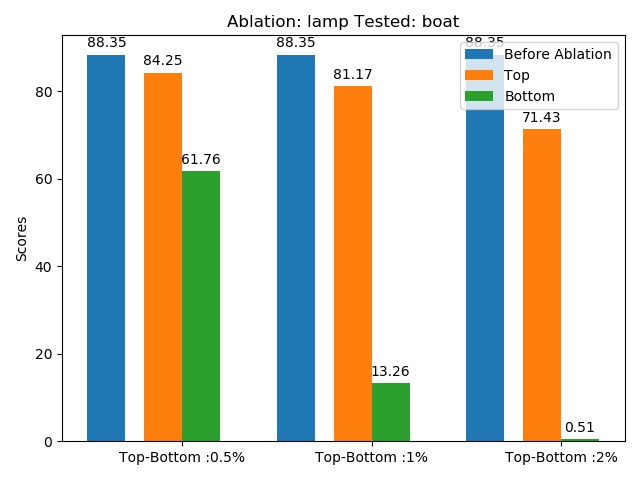 Ablation: lamp Tested: boat
88.35
84.25
61.76
88.35
81.17
13.26
88.35
71.43
0.51
Before Ablation
Top
Bottom
Scores
80
60
40
20
0
Top-Bottom :0.5%
Top-Bottom :1%
Top-Bottom :2%